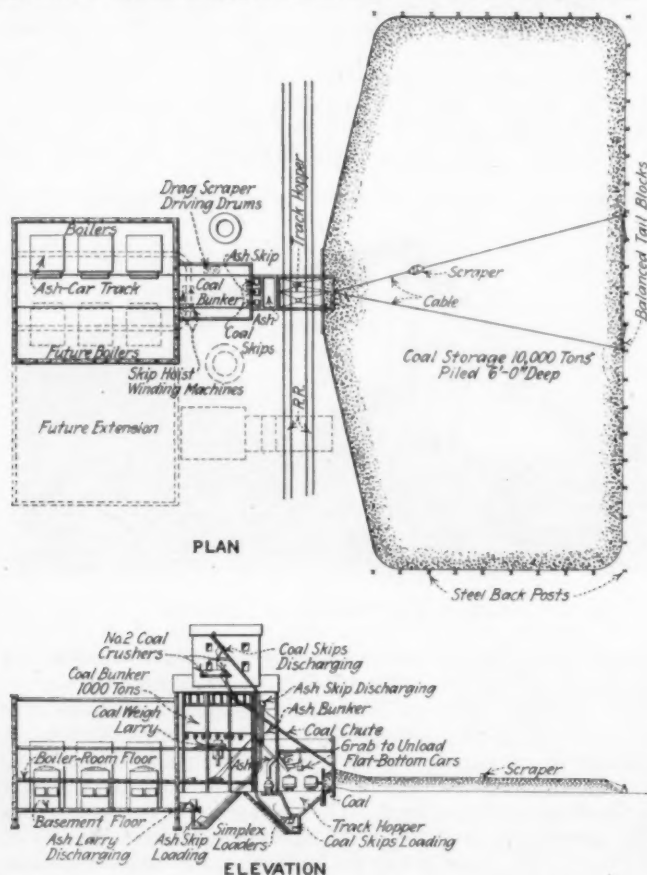 Drag Scraper
Driving Drums
Boilers
Ash Skip
Track Hopper
Ash-Car Track
Coal
Bunker
Ash
Coal
Skips
Future Boilers
Skip Hoist
Winding Machines
Future Extension
R.R.
Scraper
Cable
Coal Storage 10,000 Tons
Piled 6'-0" Deep
Balanced Tail Blocks
PLAN
Steel Back Posts
No.2 Coal
Crushers
Coal Skips
Discharging
Coal Bunker
1000 Tons
Ash Skip Discharging
Ash Bunker
Coal Weigh
Larry
Coal Chute
Grab to Unload
Flat-Bottom Cars
Boiler-Room Floor
Ash
Scraper
Coal
Basement Floor
Ash Larry
Discharging
Ash Skip
Loading
Simplex
Loaders
Track Hopper
Coal Skips Loading
ELEVATION